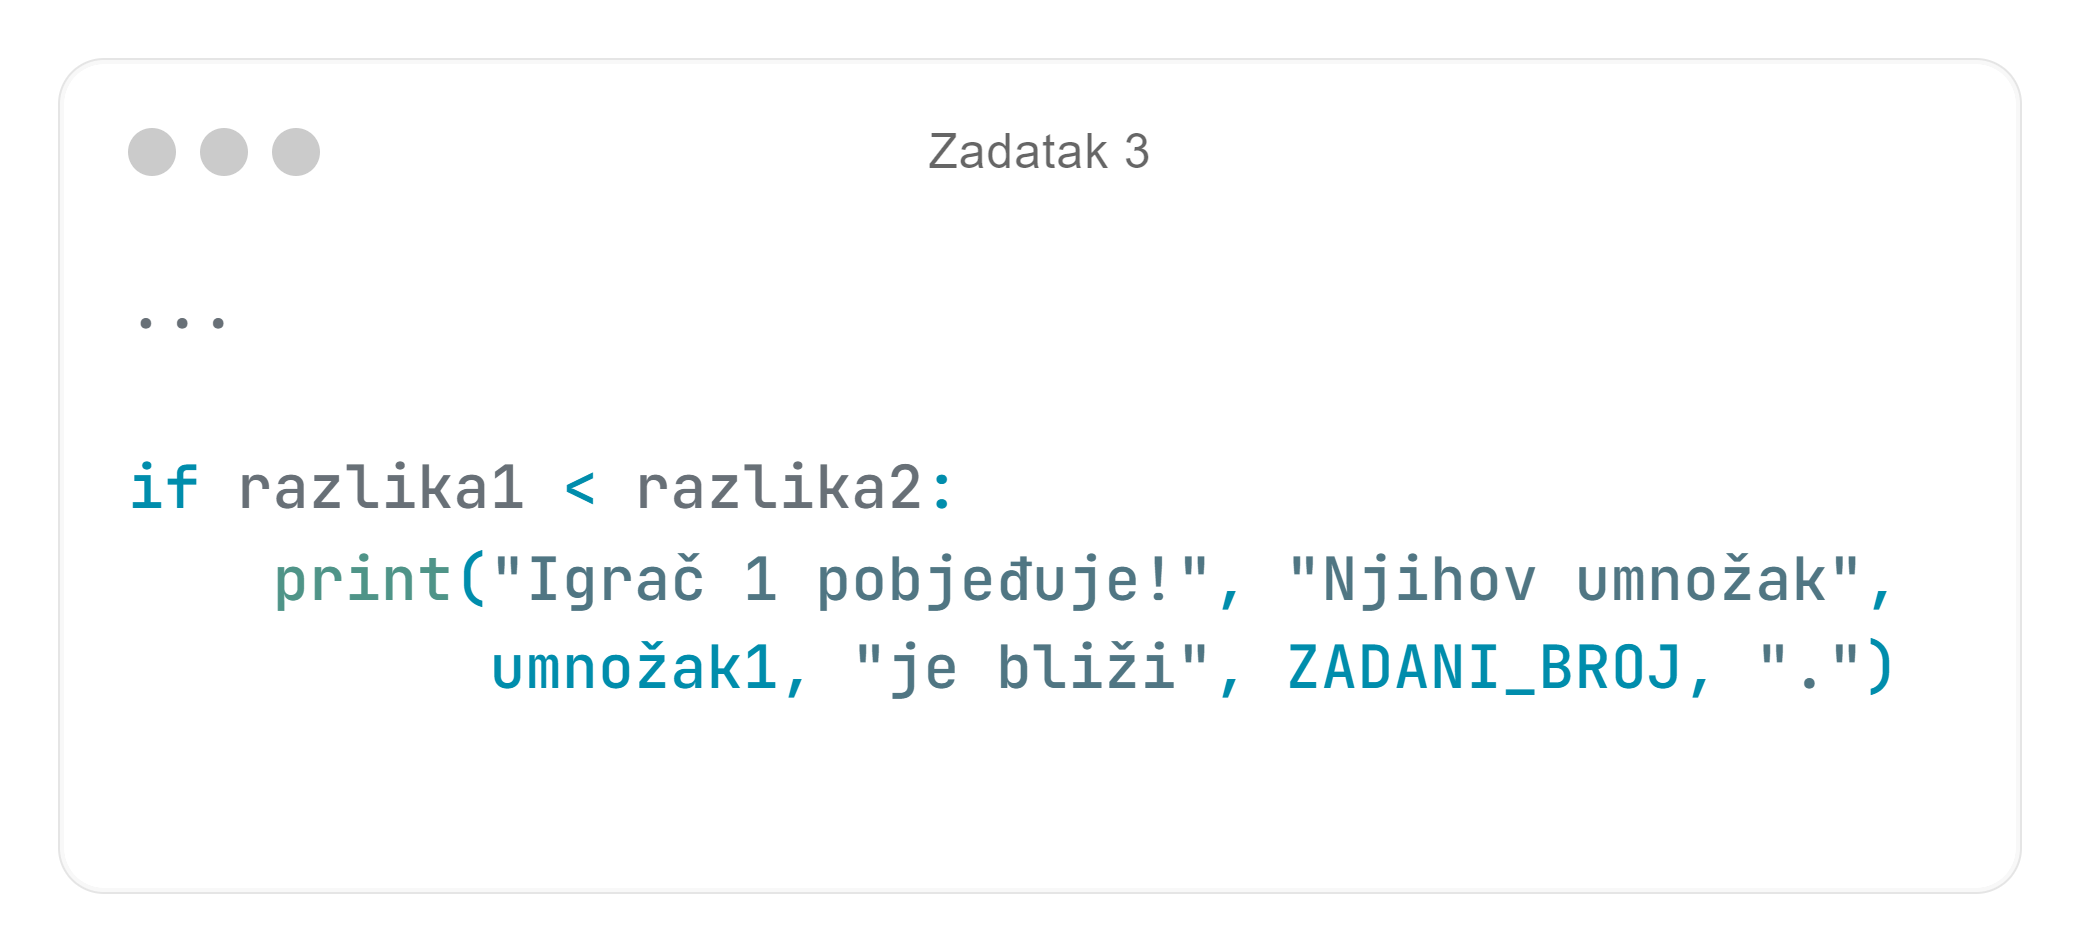 Zadatak 3
...
if razlika1 < razlika2:
    print("Igrač 1 pobjeđuje!", "Njihov umnožak",
          umnožak1, "je bliži", ZADANI_BROJ, ".")